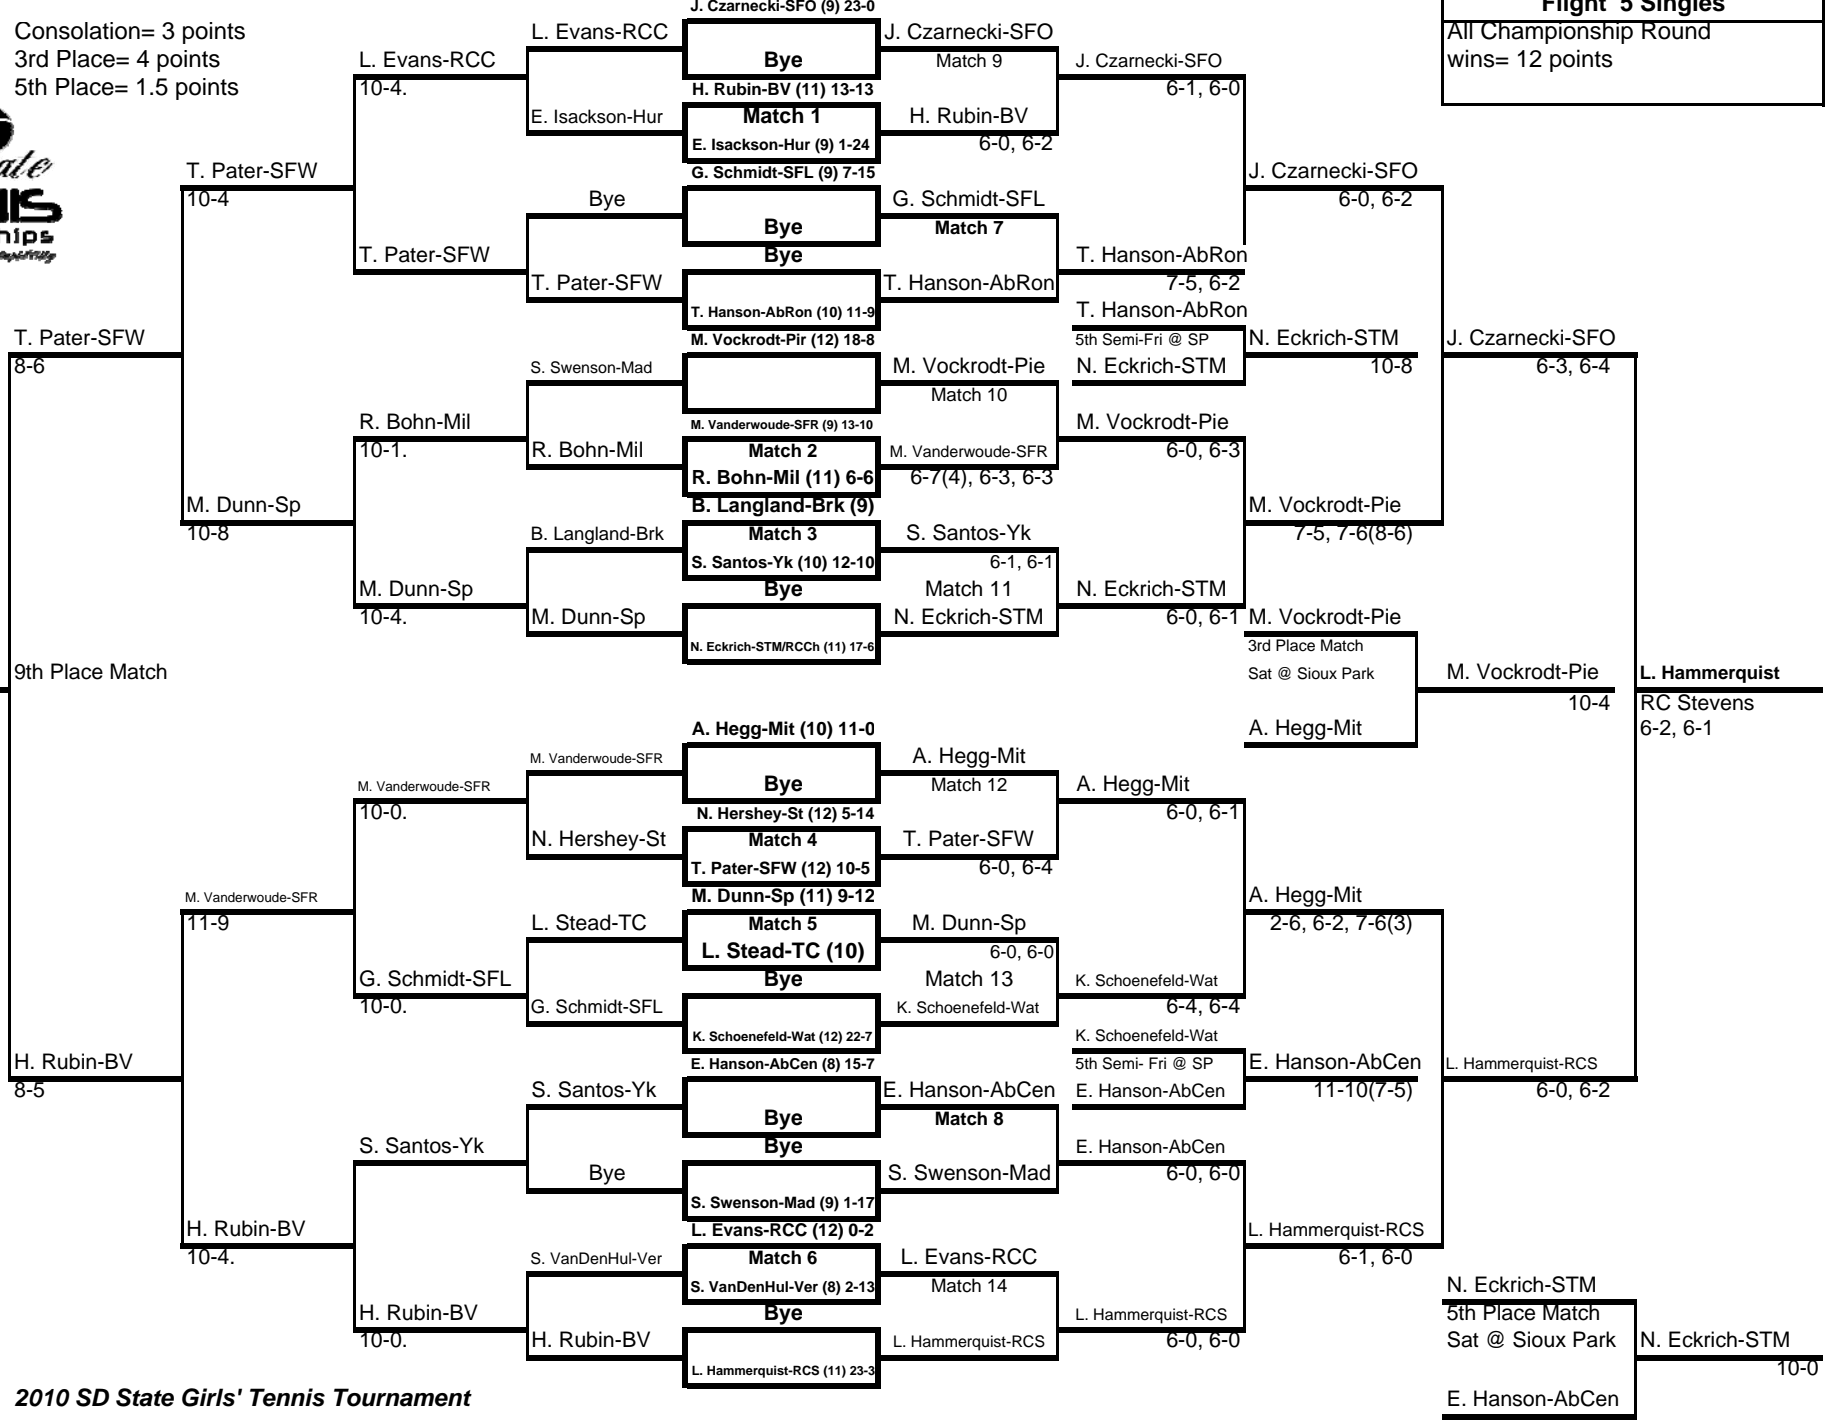 J. Czarnecki-SFO (9) 23-0
Flight 5 Singles
Consolation= 3 points
L. Evans-RCC
J. Czarnecki-SFO
All Championship Round
3rd Place= 4 points
L. Evans-RCC
Bye
Match 9
J. Czarnecki-SFO
wins= 12 points
5th Place= 1.5 points
10-4.
H. Rubin-BV (11) 13-13
6-1, 6-0
E. Isackson-Hur
Match 1
H. Rubin-BV
E. Isackson-Hur (9) 1-24
6-0, 6-2
T. Pater-SFW
G. Schmidt-SFL (9) 7-15
J. Czarnecki-SFO
10-4
Bye
G. Schmidt-SFL
6-0, 6-2
Bye
Match 7
T. Pater-SFW
Bye
T. Hanson-AbRon
T. Pater-SFW
T. Hanson-AbRon
7-5, 6-2
T. Hanson-AbRon (10) 11-9
T. Hanson-AbRon
T. Pater-SFW
M. Vockrodt-Pir (12) 18-8
5th Semi-Fri @ SP
N. Eckrich-STM
J. Czarnecki-SFO
8-6
S. Swenson-Mad
M. Vockrodt-Pie
N. Eckrich-STM
10-8
6-3, 6-4
Match 10
R. Bohn-Mil
M. Vanderwoude-SFR (9) 13-10
M. Vockrodt-Pie
10-1.
R. Bohn-Mil
Match 2
M. Vanderwoude-SFR
6-0, 6-3
R. Bohn-Mil (11) 6-6
6-7(4), 6-3, 6-3
M. Dunn-Sp
B. Langland-Brk (9)
M. Vockrodt-Pie
10-8
B. Langland-Brk
Match 3
S. Santos-Yk
7-5, 7-6(8-6)
S. Santos-Yk (10) 12-10
6-1, 6-1
M. Dunn-Sp
Bye
Match 11
N. Eckrich-STM
10-4.
M. Dunn-Sp
N. Eckrich-STM
6-0, 6-1
M. Vockrodt-Pie
N. Eckrich-STM/RCCh (11) 17-6
3rd Place Match
9th Place Match
Sat @ Sioux Park
M. Vockrodt-Pie
L. Hammerquist
10-4
RC Stevens
A. Hegg-Mit (10) 11-0
A. Hegg-Mit
6-2, 6-1
M. Vanderwoude-SFR
A. Hegg-Mit
M. Vanderwoude-SFR
Bye
Match 12
A. Hegg-Mit
10-0.
N. Hershey-St (12) 5-14
6-0, 6-1
N. Hershey-St
Match 4
T. Pater-SFW
T. Pater-SFW (12) 10-5
6-0, 6-4
M. Vanderwoude-SFR
M. Dunn-Sp (11) 9-12
A. Hegg-Mit
11-9
L. Stead-TC
Match 5
M. Dunn-Sp
2-6, 6-2, 7-6(3)
L. Stead-TC (10)
6-0, 6-0
G. Schmidt-SFL
Bye
Match 13
K. Schoenefeld-Wat
10-0.
G. Schmidt-SFL
K. Schoenefeld-Wat
6-4, 6-4
K. Schoenefeld-Wat (12) 22-7
K. Schoenefeld-Wat
H. Rubin-BV
E. Hanson-AbCen (8) 15-7
5th Semi- Fri @ SP
E. Hanson-AbCen
L. Hammerquist-RCS
8-5
S. Santos-Yk
E. Hanson-AbCen
E. Hanson-AbCen
11-10(7-5)
6-0, 6-2
Bye
Match 8
S. Santos-Yk
Bye
E. Hanson-AbCen
Bye
S. Swenson-Mad
6-0, 6-0
S. Swenson-Mad (9) 1-17
H. Rubin-BV
L. Evans-RCC (12) 0-2
L. Hammerquist-RCS
10-4.
S. VanDenHul-Ver
Match 6
L. Evans-RCC
6-1, 6-0
S. VanDenHul-Ver (8) 2-13
Match 14
N. Eckrich-STM
H. Rubin-BV
Bye
L. Hammerquist-RCS
5th Place Match
10-0.
H. Rubin-BV
L. Hammerquist-RCS
6-0, 6-0
Sat @ Sioux Park
N. Eckrich-STM
L. Hammerquist-RCS (11) 23-3
10-0
2010 SD State Girls' Tennis Tournament
E. Hanson-AbCen